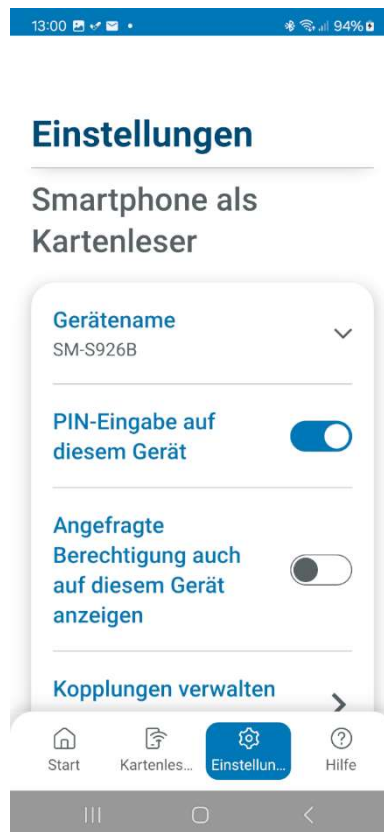 13:00 94%
Einstellungen
Smartphone als
Kartenleser
Gerätename
SM-S926B
PIN-Eingabe auf
diesem Gerät
Angefragte
Berechtigung auch
auf diesem Gerät
anzeigen
Kopplungen verwalten
Start Kartenles... Einstellun... Hilfe